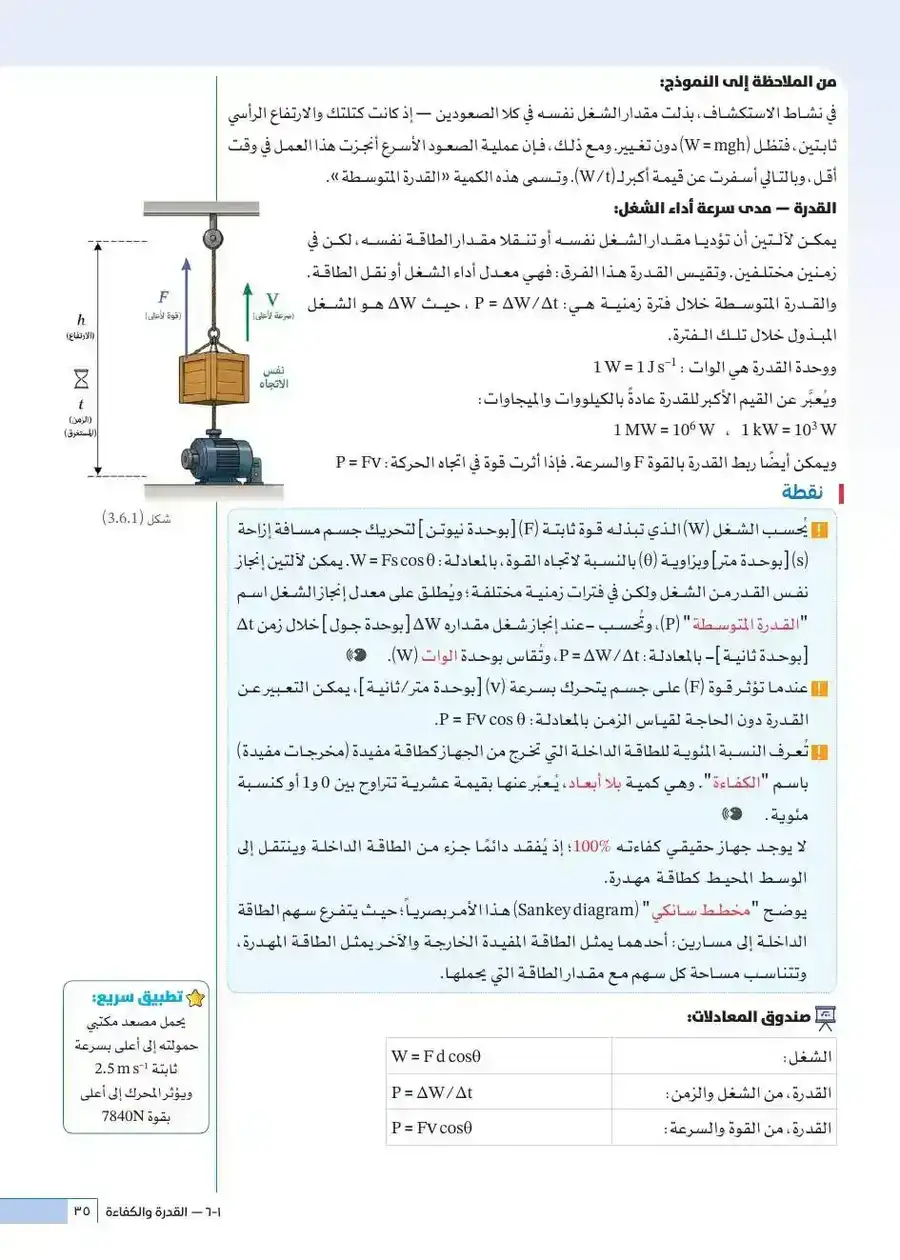 من الملاحظة إلى النموذج:
في نشاط الاستكشاف، بذلت مقدار الشغل نفسه في كلا الصعودين — إذ كانت كتلتك والارتفاع الرأسي
ثابتين، فتظل (W = mgh) دون تغيير. ومع ذلك، فإن عملية الصعود الأسرع أنجزت هذا العمل في وقت
أقل، وبالتالي أسفرت عن قيمة أكبر لـ (W/t). وتسمى هذه الكمية «القدرة المتوسطة».
القدرة — مدى سرعة أداء الشغل:
يمكن لآلتين أن تؤديا مقدار الشغل نفسه أو تنقلا مقدار الطاقة نفسه، لكن في
زمنين مختلفين. وتقيس القدرة هذا الفرق: فهي معدل أداء الشغل أو نقل الطاقة.
والقدرة المتوسطة خلال فترة زمنية هي: P = ΔW/Δt ، حيث ΔW هو الشغل
المبذول خلال تلك الفترة.
ووحدة القدرة هي الوات : 1 W = 1 J s⁻¹
ويُعبَّر عن القيم الأكبر للقدرة عادةً بالكيلووات والميجاوات:
1 MW = 10⁶ W ، 1 kW = 10³ W
ويمكن أيضًا ربط القدرة بالقوة F والسرعة. فإذا أثرت قوة في اتجاه الحركة: P = Fv
F
(قوة لأعلى)
V
(سرعة لأعلى)
نفس
الاتجاه
h
(الارتفاع)
t
(الزمن)
(المستغرق)
شكل (3.6.1)
نقطة
يُحسب الشغل (W) الذي تبذله قوة ثابتة (F) [بوحدة نيوتن] لتحريك جسم مسافة إزاحة
(s) [بوحدة متر] وبزاوية (θ) بالنسبة لاتجاه القوة، بالمعادلة: W = Fs cos θ. يمكن لآلتين إنجاز
نفس القدر من الشغل ولكن في فترات زمنية مختلفة؛ ويُطلق على معدل إنجاز الشغل اسم
"القدرة المتوسطة" (P)، وتُحسب –عند إنجاز شغل مقداره ΔW [بوحدة جول] خلال زمن Δt
[بوحدة ثانية]– بالمعادلة: P = ΔW/Δt، وتُقاس بوحدة الوات (W).
عندما تؤثر قوة (F) على جسم يتحرك بسرعة (v) [بوحدة متر/ثانية]، يمكن التعبير عن
القدرة دون الحاجة لقياس الزمن بالمعادلة: P = Fv cos θ.
تُعرف النسبة المئوية للطاقة الداخلة التي تخرج من الجهاز كطاقة مفيدة (مخرجات مفيدة)
باسم "الكفاءة". وهي كمية بلا أبعاد، يُعبّر عنها بقيمة عشرية تتراوح بين 0 و1 أو كنسبة
مئوية.
لا يوجد جهاز حقيقي كفاءته 100%؛ إذ يُفقد دائمًا جزء من الطاقة الداخلة وينتقل إلى
الوسط المحيط كطاقة مهدرة.
يوضح "مخطط سانكي" (Sankey diagram) هذا الأمر بصرياً؛ حيث يتفرع سهم الطاقة
الداخلة إلى مسارين: أحدهما يمثل الطاقة المفيدة الخارجة والآخر يمثل الطاقة المهدرة،
وتتناسب مساحة كل سهم مع مقدار الطاقة التي يحملها.
صندوق المعادلات:
الشغل: W = F d cosθ
القدرة، من الشغل والزمن: P = ΔW/Δt
القدرة، من القوة والسرعة: P = Fv cosθ
تطبيق سريع:
يحمل مصعد مكتبي
حمولته إلى أعلى بسرعة
ثابتة 2.5 m s⁻¹
ويؤثر المحرك إلى أعلى
بقوة 7840N
١-٦ — القدرة والكفاءة ٣٥